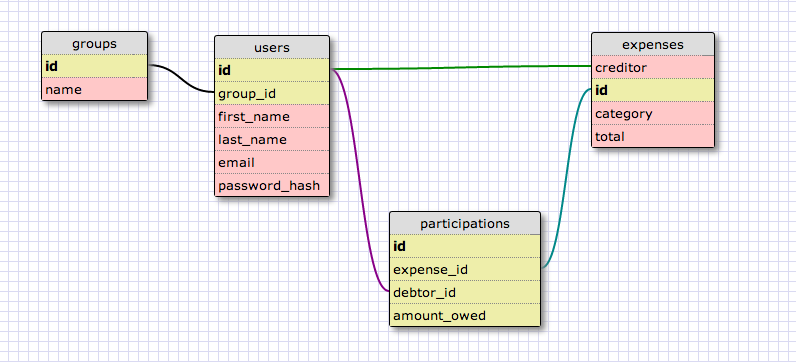 groups
id
name
users
id
group_id
first_name
last_name
email
password_hash
expenses
creditor
id
category
total
participations
id
expense_id
debtor_id
amount_owed